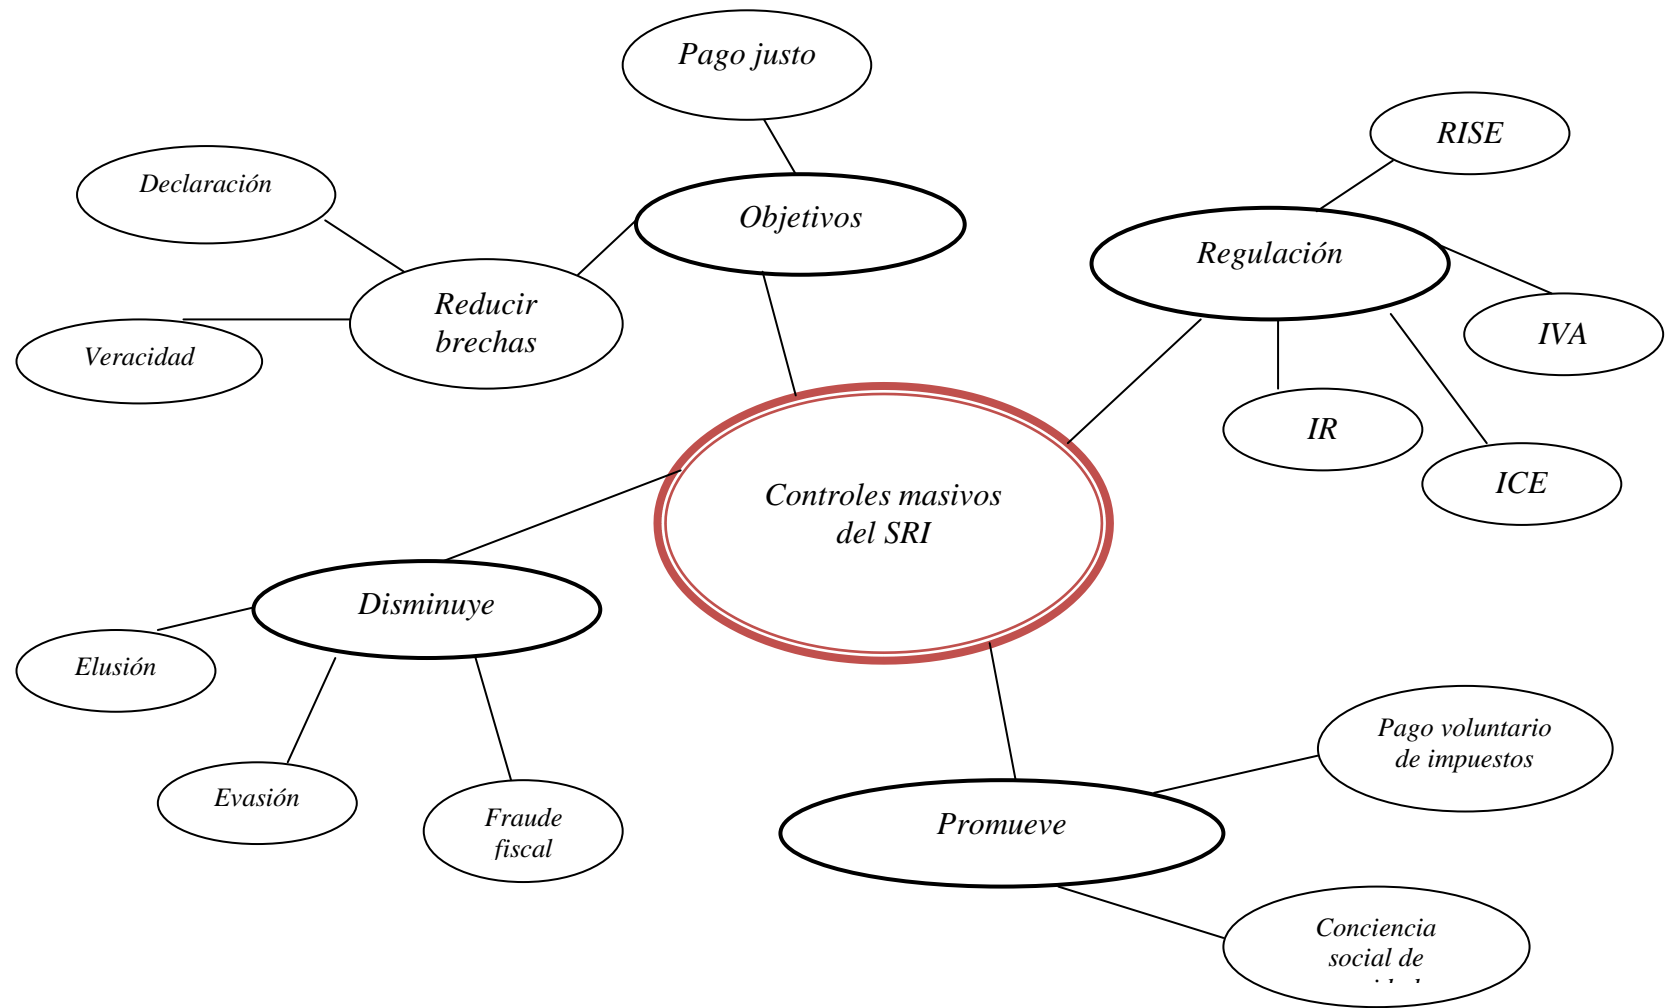 Pago justo
RISE
Declaración
Objetivos
Regulación
Reducir
brechas
Veracidad
IVA
IR
ICE
Controles masivos
del SRI
Disminuye
Elusión
Evasión
Fraude
fiscal
Pago voluntario
de impuestos
Promueve
Conciencia
social de